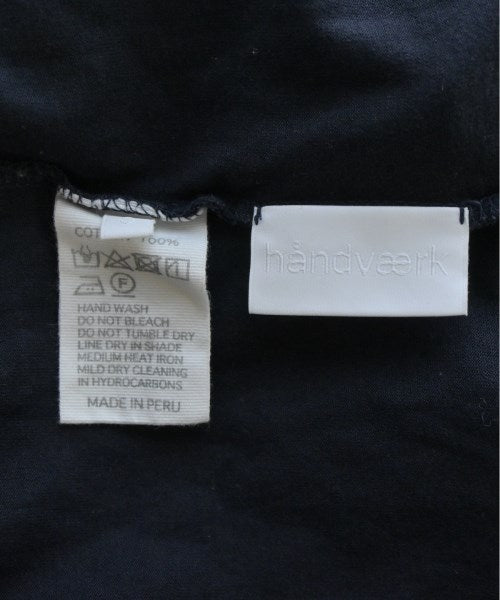 100%
HAND WASH
DO NOT BLEACH
DO NOT TUMBLE DRY
LINE DRY IN SHADE
MEDIUM HEAT IRON
MILD DRY CLEANING
IN HYDROCARBONS
MADE IN PERU
håndværk